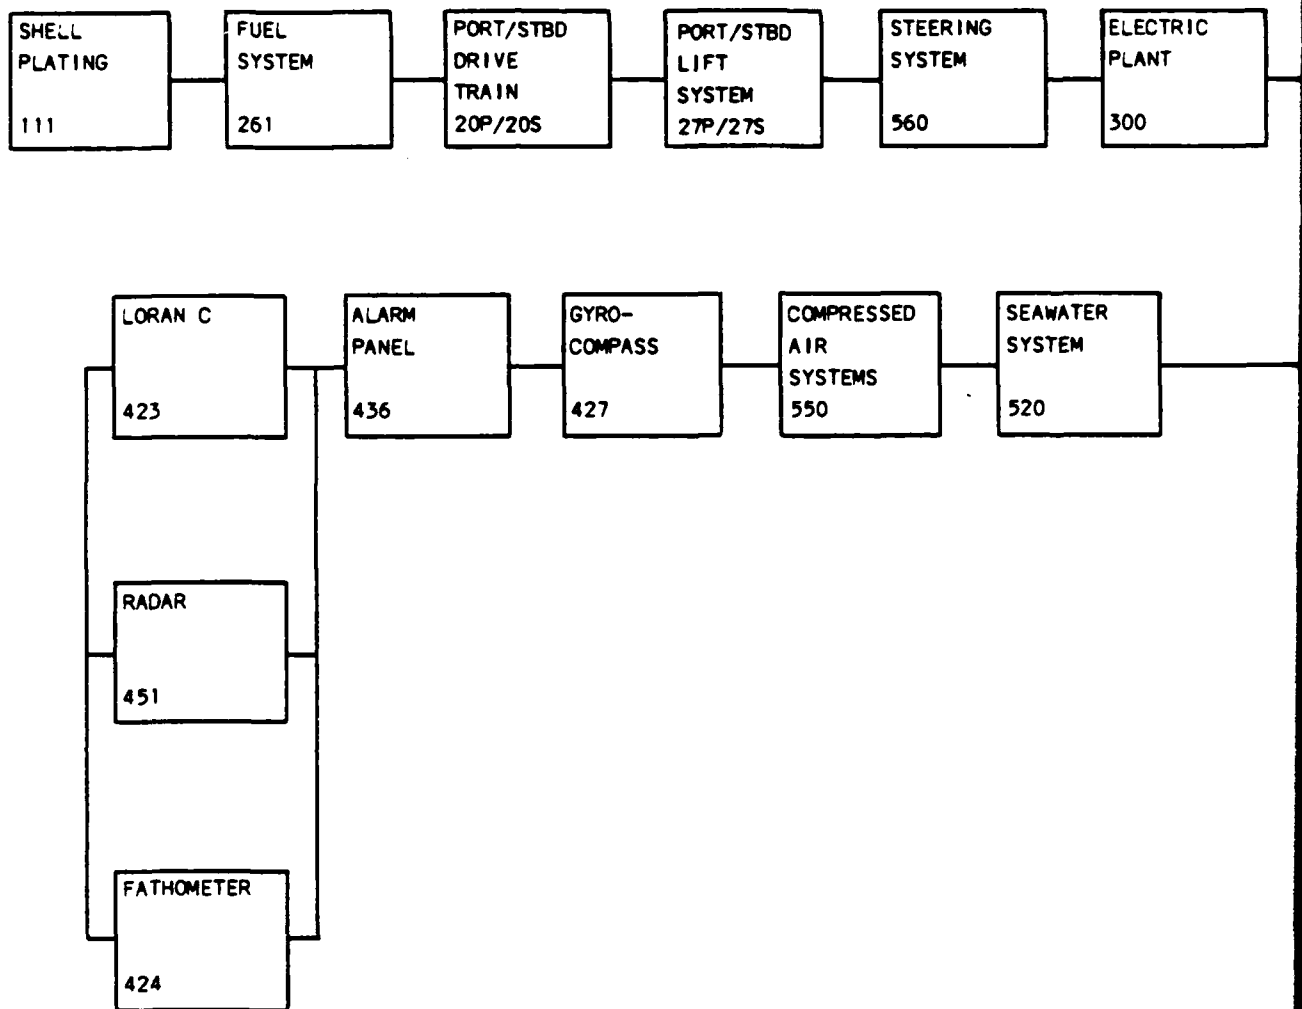 SHELL
PLATING
111
FUEL
SYSTEM
261
PORT/STBD
DRIVE
TRAIN
20P/20S
PORT/STBD
LIFT
SYSTEM
27P/27S
STEERING
SYSTEM
560
ELECTRIC
PLANT
300
LORAN C
423
ALARM
PANEL
436
GYRO-
COMPASS
427
COMPRESSED
AIR
SYSTEMS
550
SEAWATER
SYSTEM
520
RADAR
451
FATHOMETER
424